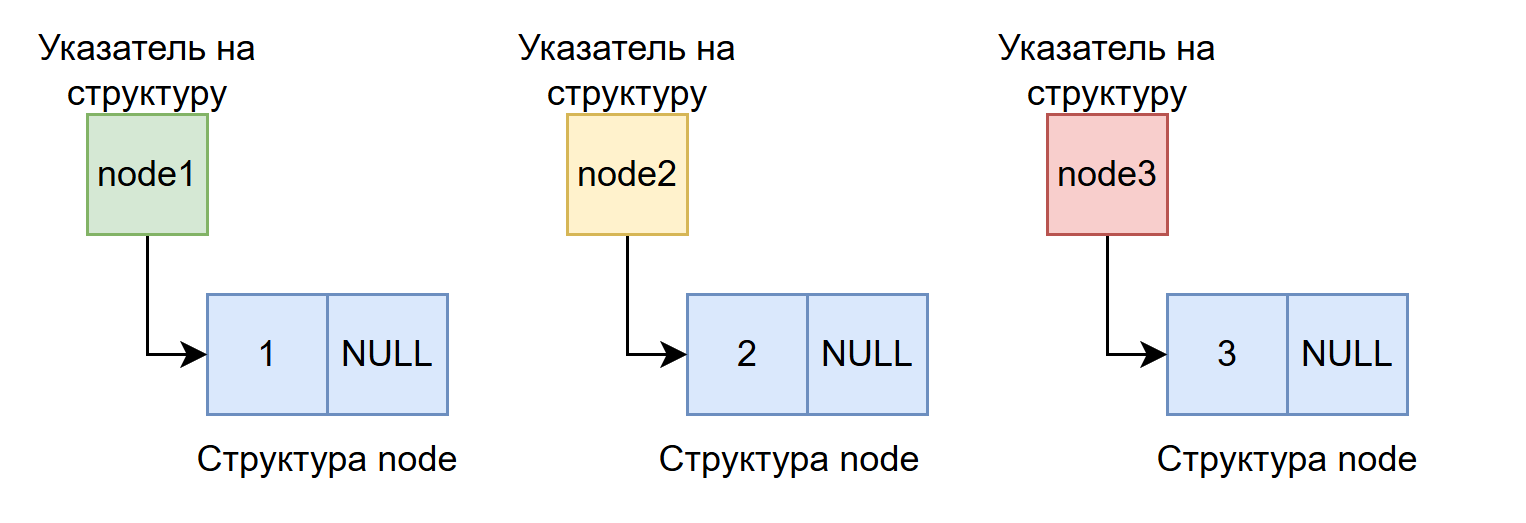 Указатель на
структуру
node1
1 NULL
Структура node
Указатель на
структуру
node2
2 NULL
Структура node
Указатель на
структуру
node3
3 NULL
Структура node